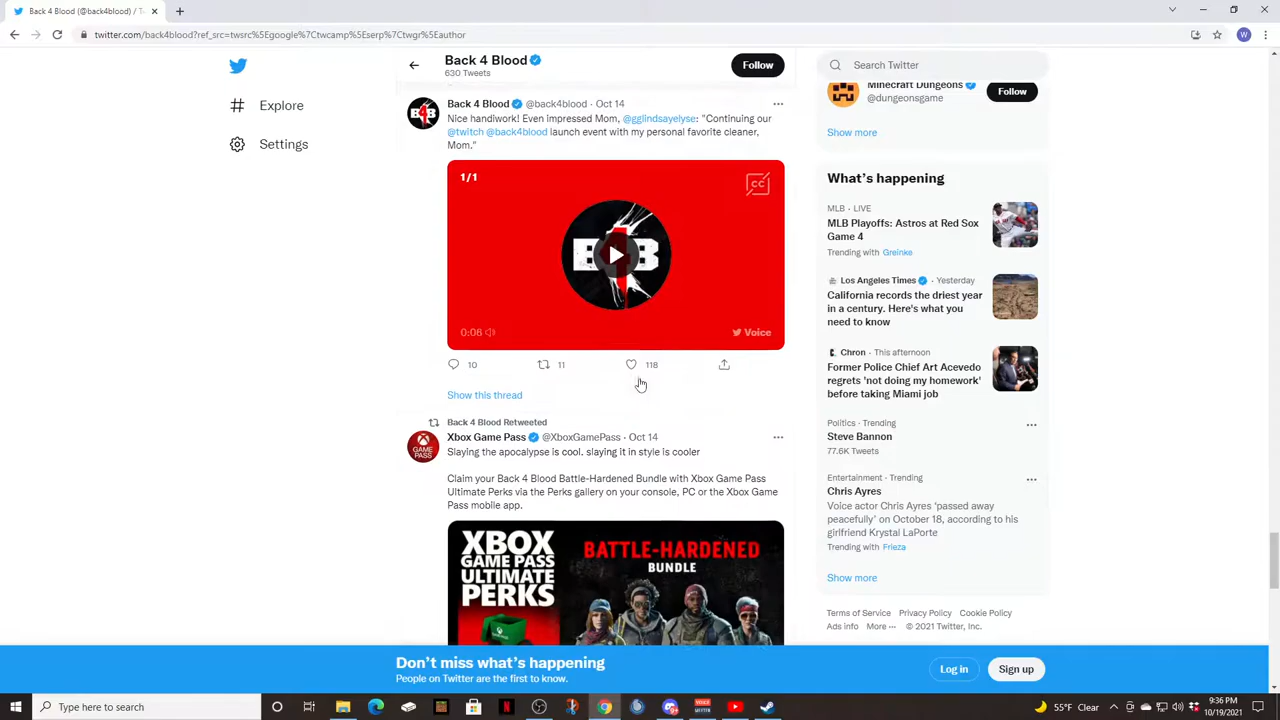 Back 4 Blood (@back4blood) / Twi
twitter.com/back4blood?ref_src=twsrc%5Egoogle%7Ctwcamp%5Eserp%7Ctwgr%5Eauthor
W
Explore
Settings
Back 4 Blood
630 Tweets
Follow
Back 4 Blood @back4blood · Oct 14
Nice handiwork! Even impressed Mom, @gglindsayelyse: "Continuing our
@twitch @back4blood launch event with my personal favorite cleaner,
Mom."
1/1
CC
B4B
0:06
Voice
10
11
118
Show this thread
Back 4 Blood Retweeted
GAME PASS
Xbox Game Pass @XboxGamePass · Oct 14
Slaying the apocalypse is cool. slaying it in style is cooler
Claim your Back 4 Blood Battle-Hardened Bundle with Xbox Game Pass
Ultimate Perks via the Perks gallery on your console, PC or the Xbox Game
Pass mobile app.
XBOX
GAME PASS
ULTIMATE
PERKS
BATTLE-HARDENED
BUNDLE
Search Twitter
Minecraft Dungeons
@dungeonsgame
Follow
Show more
What's happening
MLB · LIVE
MLB Playoffs: Astros at Red Sox
Game 4
Trending with Greinke
Los Angeles Times · Yesterday
California records the driest year
in a century. Here's what you
need to know
Chron · This afternoon
Former Police Chief Art Acevedo
regrets 'not doing my homework'
before taking Miami job
Politics · Trending
Steve Bannon
77.6K Tweets
Entertainment · Trending
Chris Ayres
Voice actor Chris Ayres 'passed away
peacefully' on October 18, according to his
girlfriend Krystal LaPorte
Trending with Frieza
Show more
Terms of Service Privacy Policy Cookie Policy
Ads info More ··· © 2021 Twitter, Inc.
Don't miss what's happening
People on Twitter are the first to know.
Log in
Sign up
Type here to search
55°F Clear
9:36 PM
10/19/2021